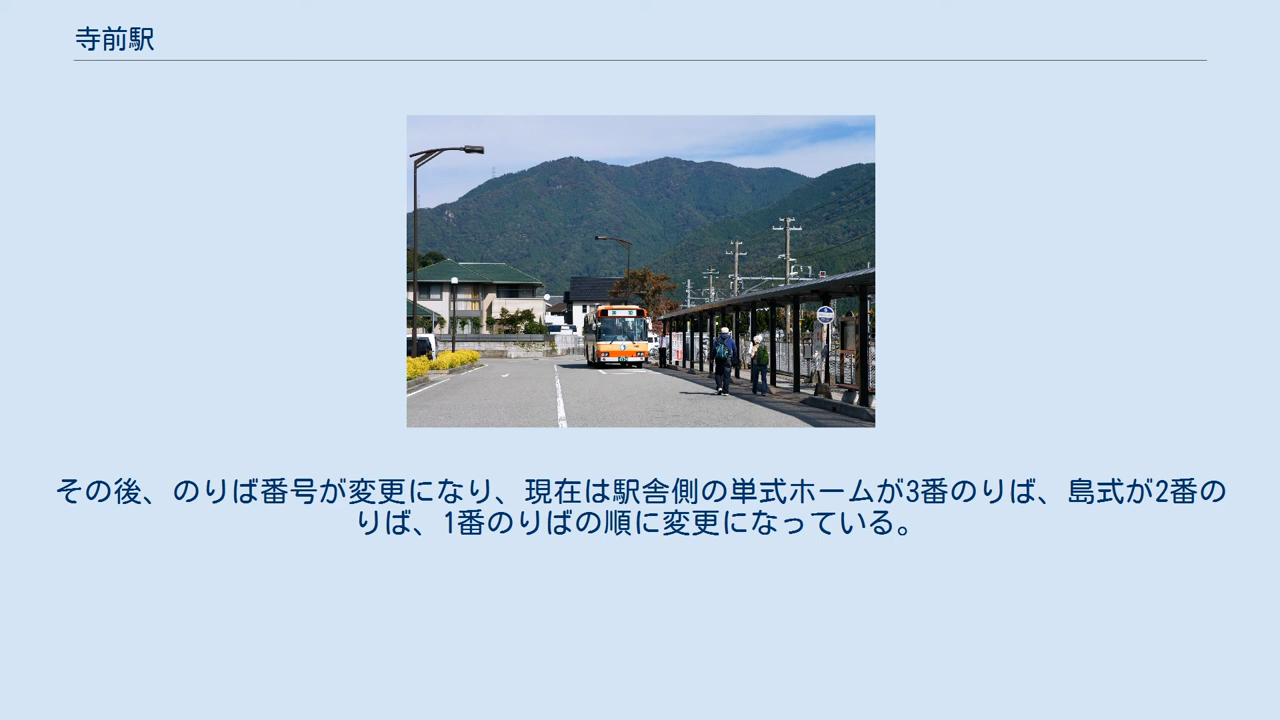 寺前駅
その後、のりば番号が変更になり、現在は駅舎側の単式ホームが3番のりば、島式が2番の
りば、1番のりばの順に変更になっている。